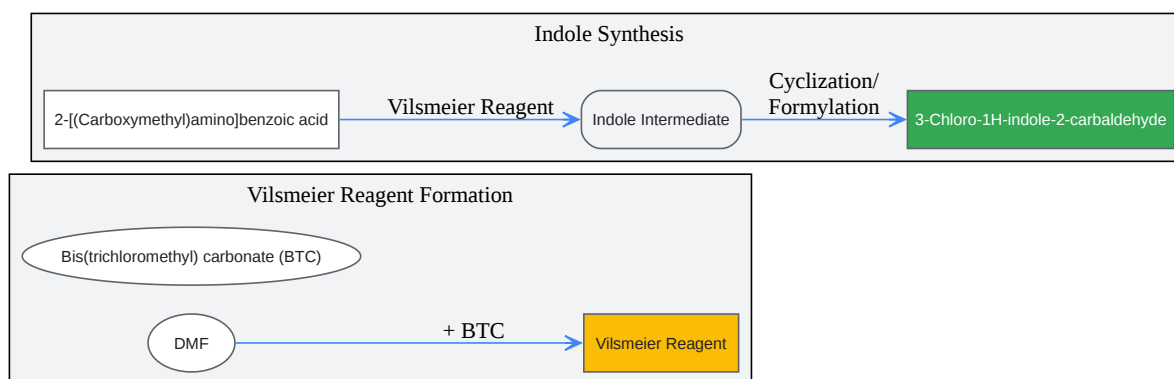 Indole Synthesis
2-[(Carboxymethyl)amino]benzoic acid
Vilsmeier Reagent
Indole Intermediate
Cyclization/
Formylation
3-Chloro-1H-indole-2-carbaldehyde
Vilsmeier Reagent Formation
Bis(trichloromethyl) carbonate (BTC)
DMF
+ BTC
Vilsmeier Reagent